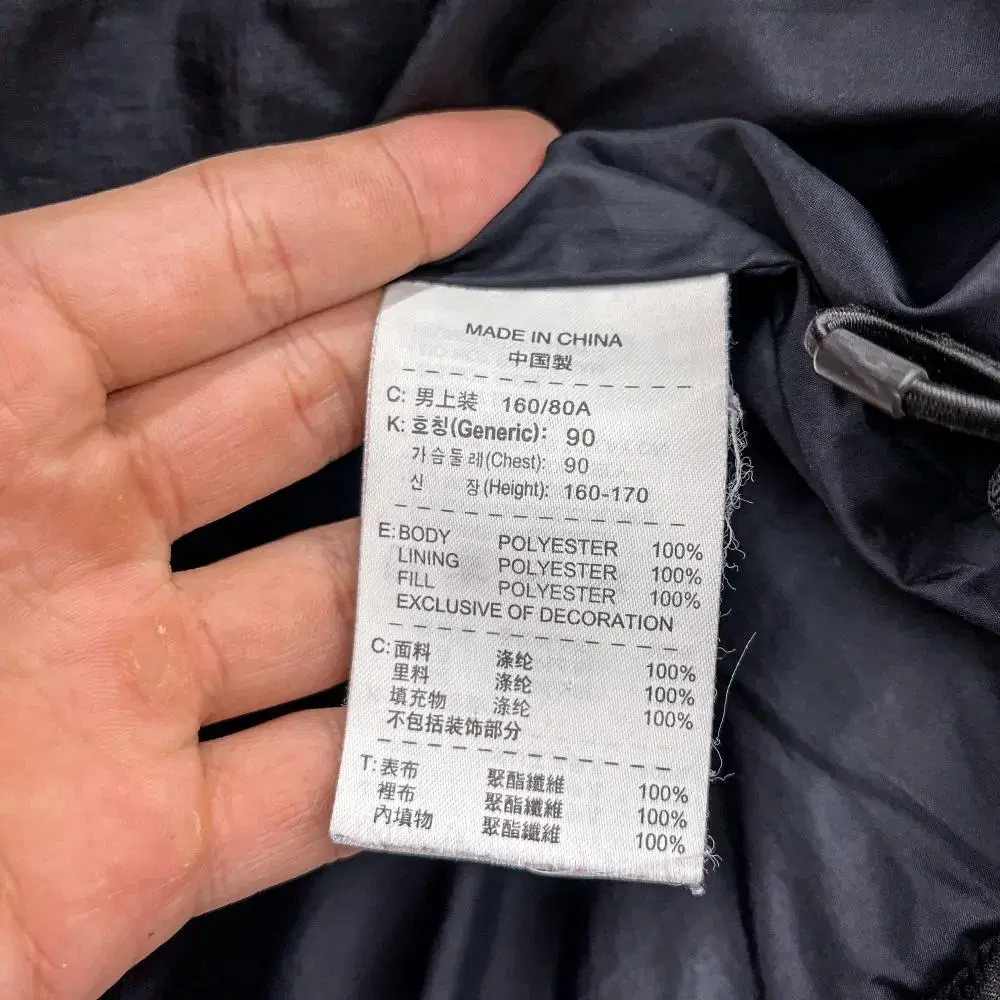 MADE IN CHINA
中国製
C: 男上装 160/80A
K: 호칭(Generic): 90
가슴둘레(Chest): 90
신 장(Height): 160-170
E: BODY POLYESTER 100%
LINING POLYESTER 100%
FILL POLYESTER 100%
EXCLUSIVE OF DECORATION
C: 面料 涤纶 100%
里料 涤纶 100%
填充物 涤纶 100%
不包括装饰部分
T: 表布 聚酯纖維 100%
裡布 聚酯纖維 100%
內填物 聚酯纖維 100%